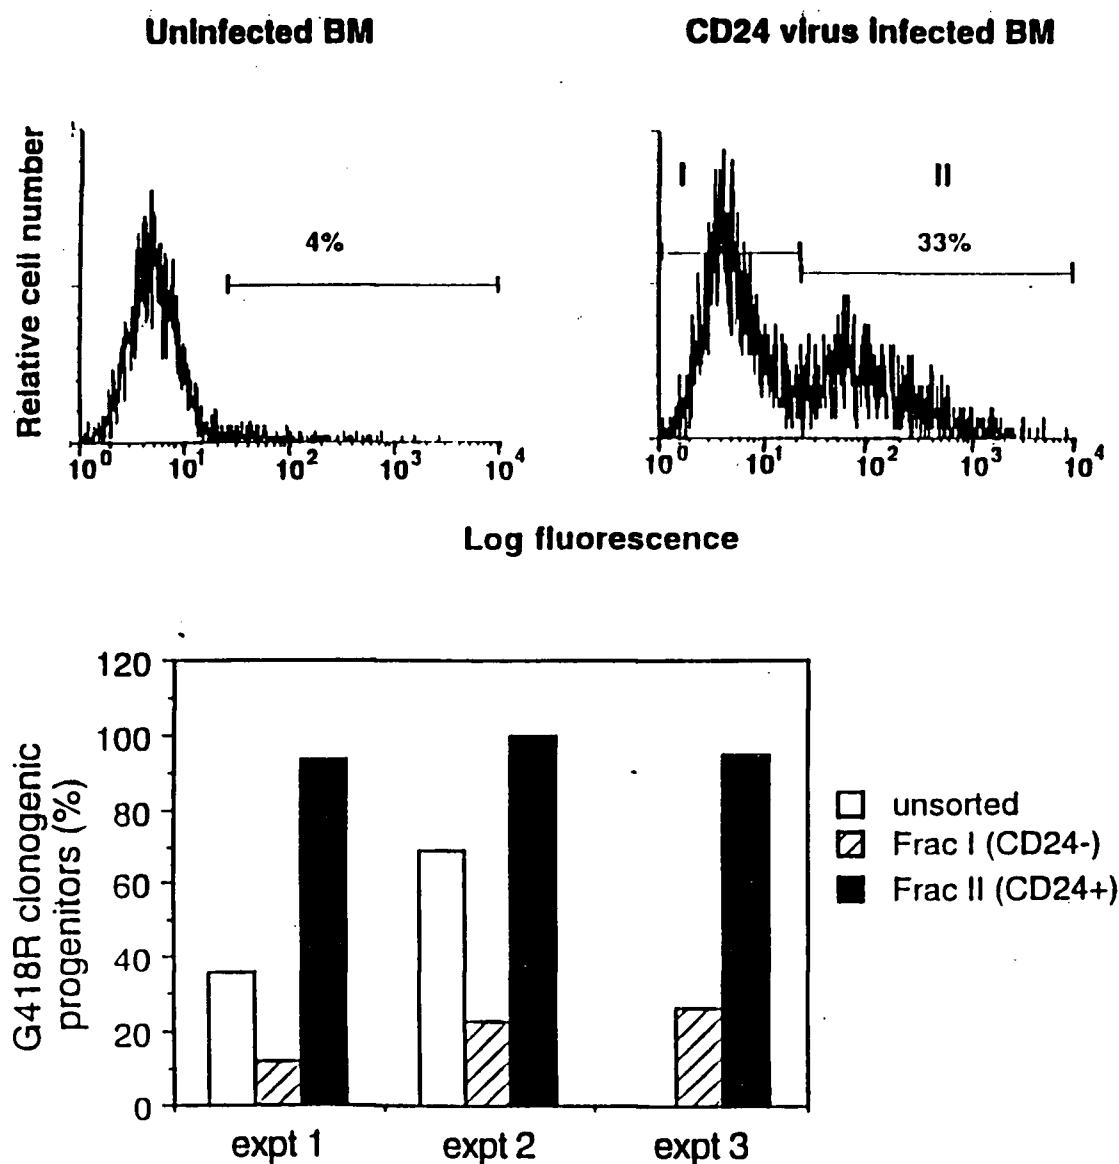 Uninfected BM
CD24 virus infected BM
Relative cell number
4%
I
II
33%
10^0 10^1 10^2 10^3 10^4
10^0 10^1 10^2 10^3 10^4
Log fluorescence
G418R clonogenic
progenitors (%)
120
100
80
60
40
20
0
expt 1 expt 2 expt 3
unsorted
Frac I (CD24-)
Frac II (CD24+)